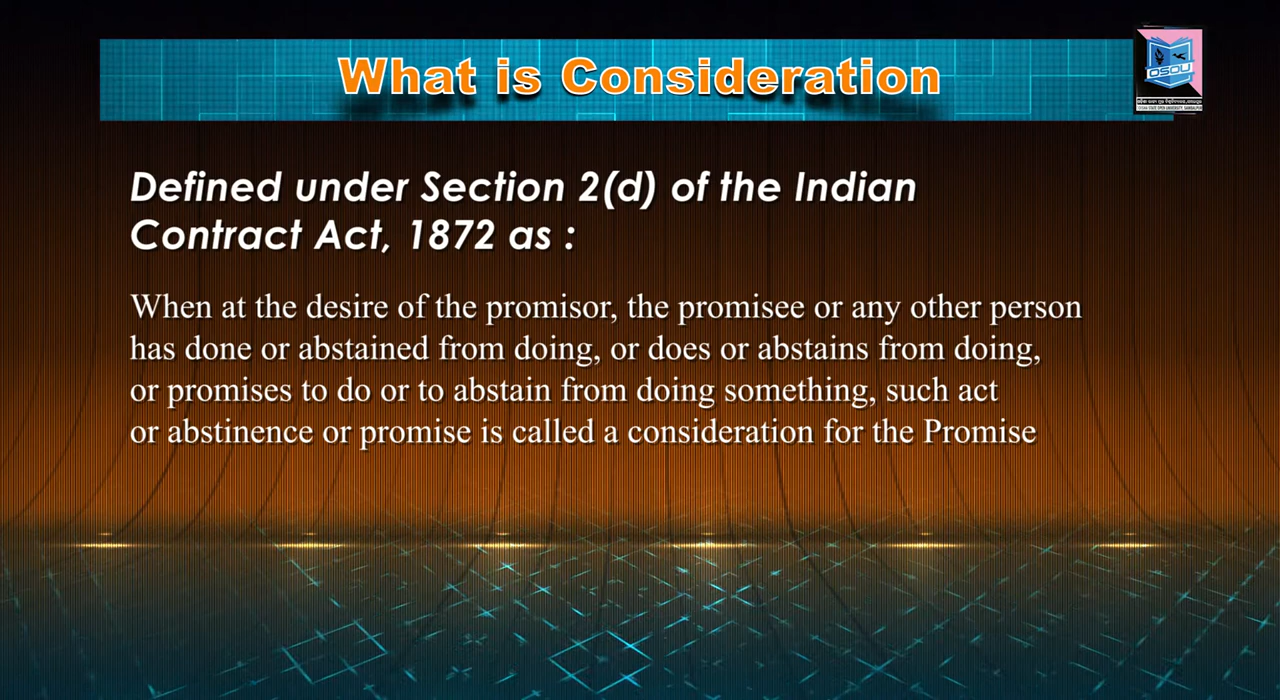 What is Consideration
OSOU
Defined under Section 2(d) of the Indian
Contract Act, 1872 as :
When at the desire of the promisor, the promisee or any other person
has done or abstained from doing, or does or abstains from doing,
or promises to do or to abstain from doing something, such act
or abstinence or promise is called a consideration for the Promise